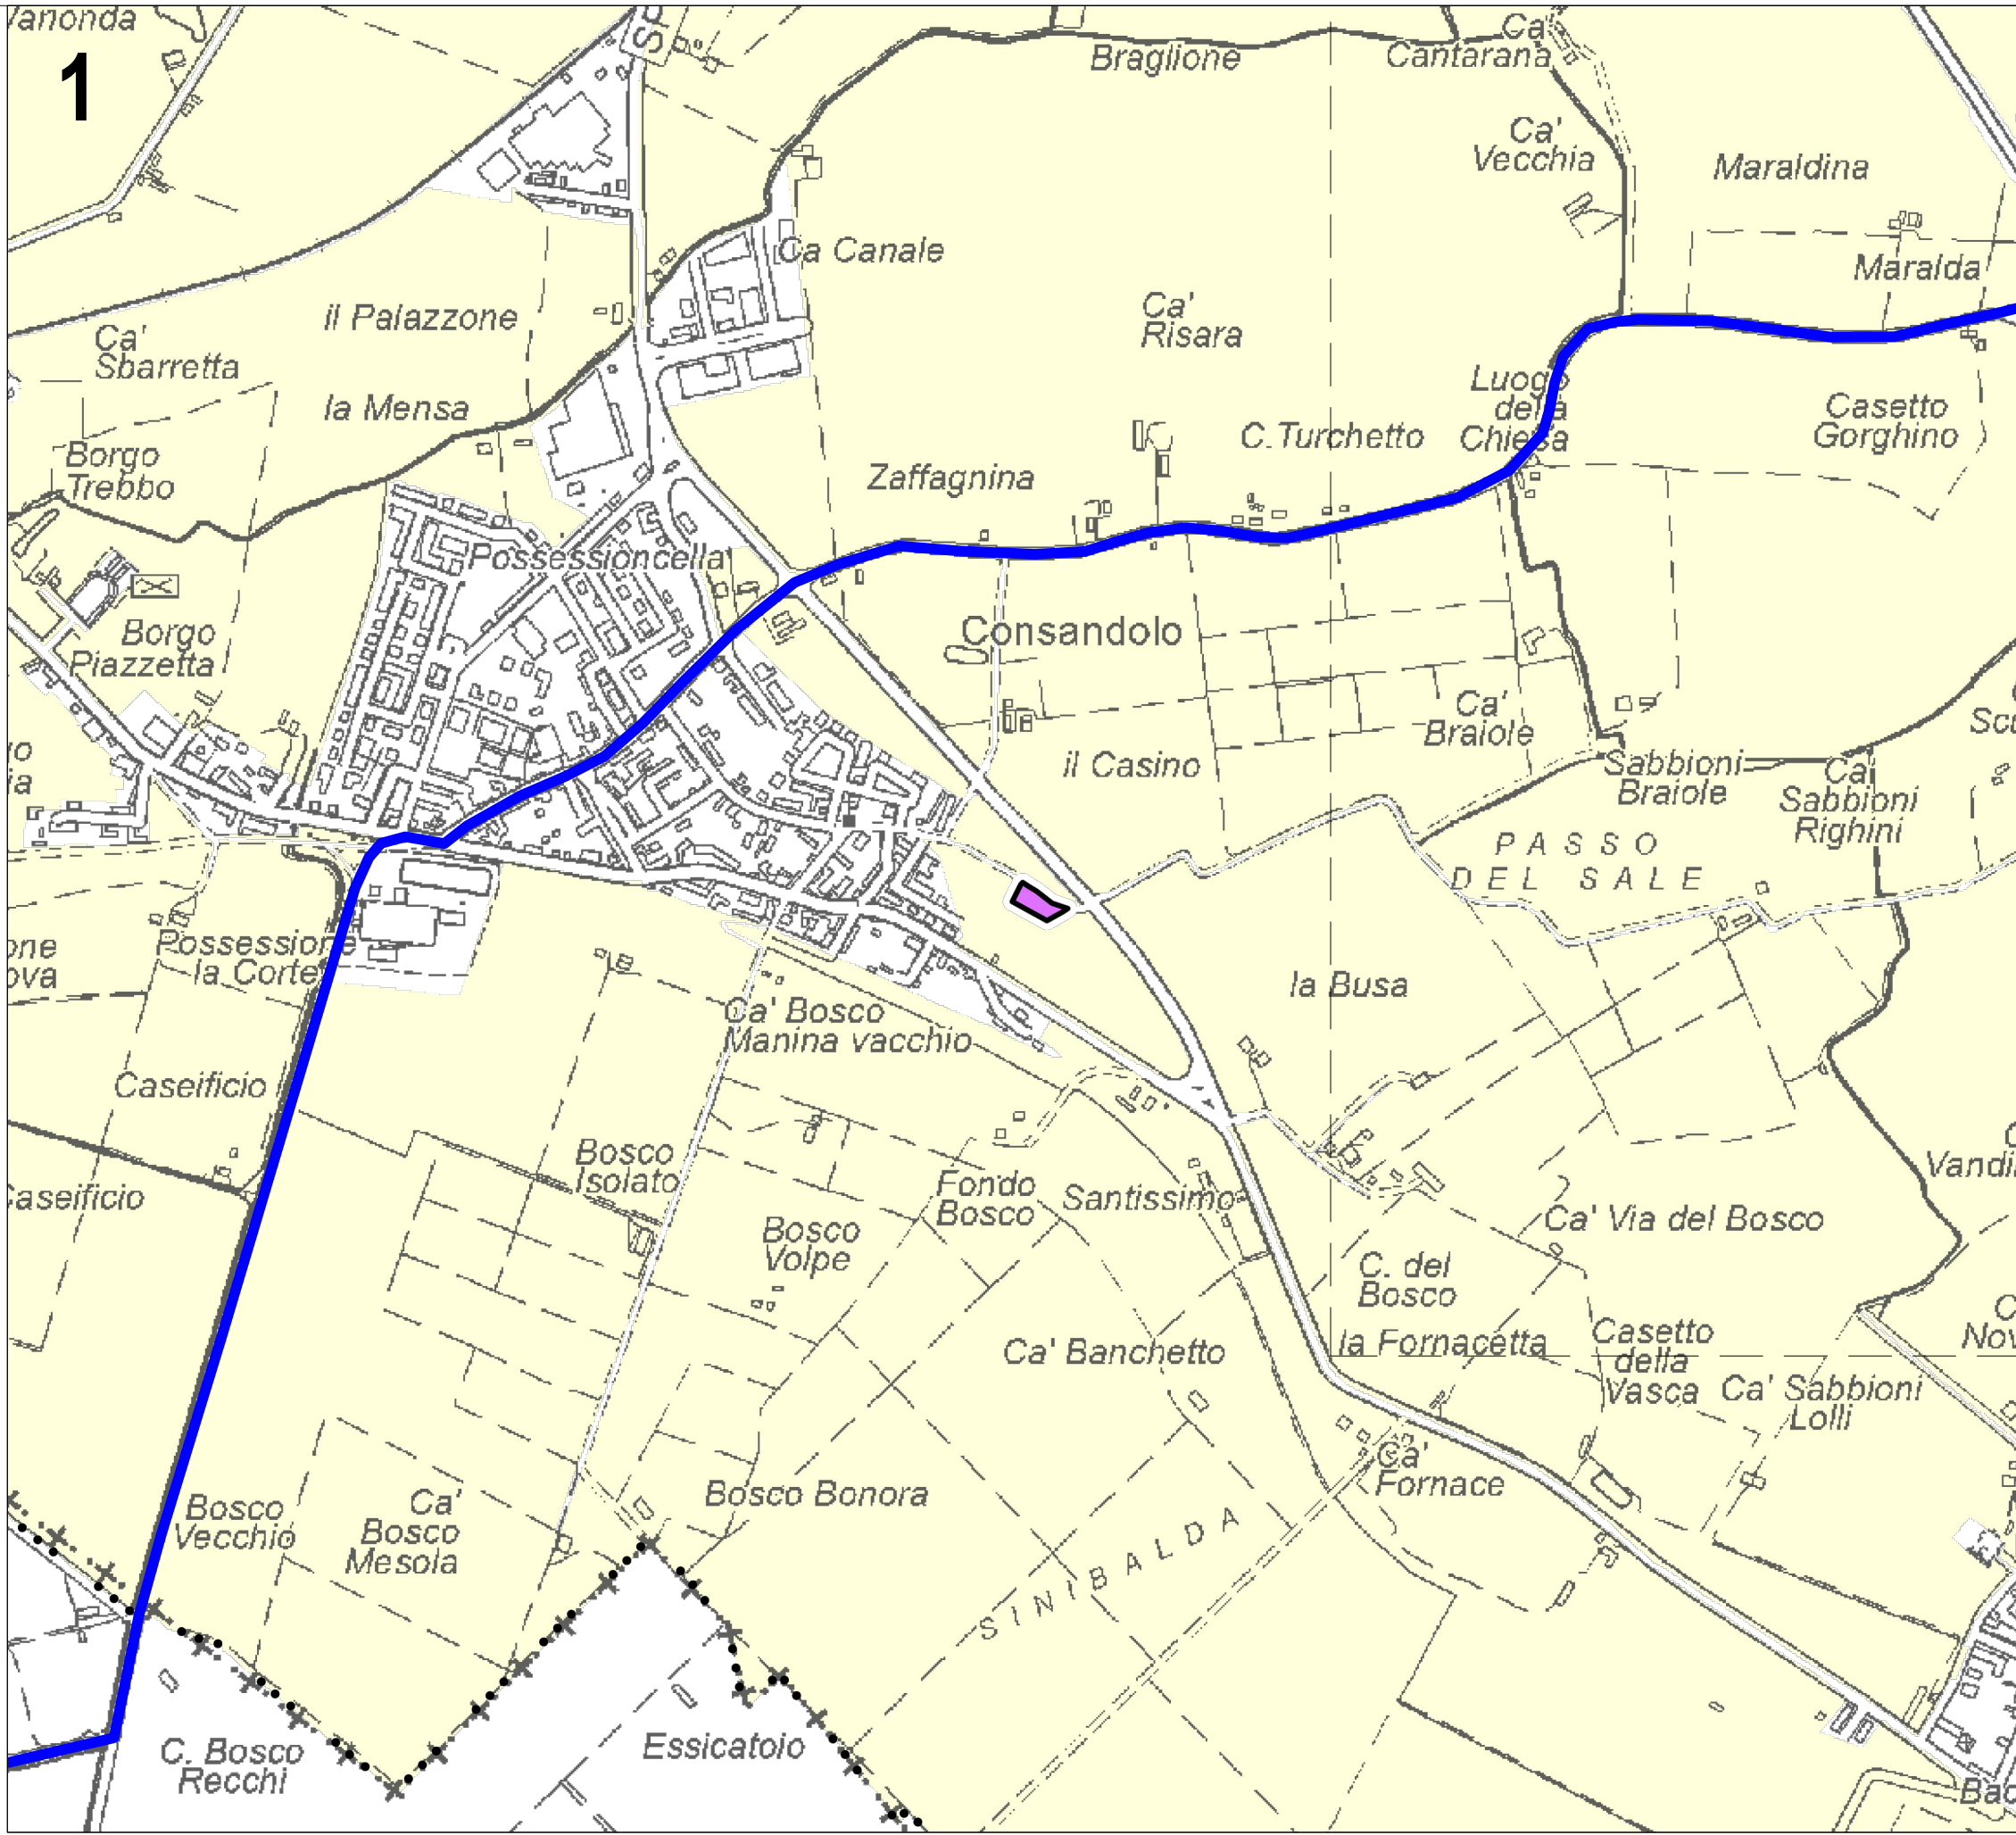 Vanonda
1
Sp
Braglione
Ca'
Cantarana
Ca'
Vecchia
Maraldina
Ca Canale
Maralda
il Palazzone
Ca'
Risara
Ca'
Sbarretta
la Mensa
Luogo
della
Chiesa
Casetto
Gorghino
C.Turchetto
Borgo
Trebbo
Zaffagnina
Possessioncella
Borgo
Piazzetta
Consandolo
Ca'
Braiole
il Casino
Sabbioni
Braiole
Ca'
Sabbioni
Righini
PASSO
DEL SALE
Possessione
la Corte
la Busa
Ca' Bosco
Manina vacchio
Caseificio
Bosco
Isolato
Caseificio
Fondo
Bosco
Santissimo
Ca' Via del Bosco
Bosco
Volpe
C. del
Bosco
Ca' Banchetto
la Fornacetta
Casetto
della
Vasca
Ca' Sabbioni
Lolli
Ca'
Fornace
Bosco Bonora
Bosco
Vecchio
Ca'
Bosco
Mesola
SINIBALDA
C. Bosco
Recchi
Essicatoio